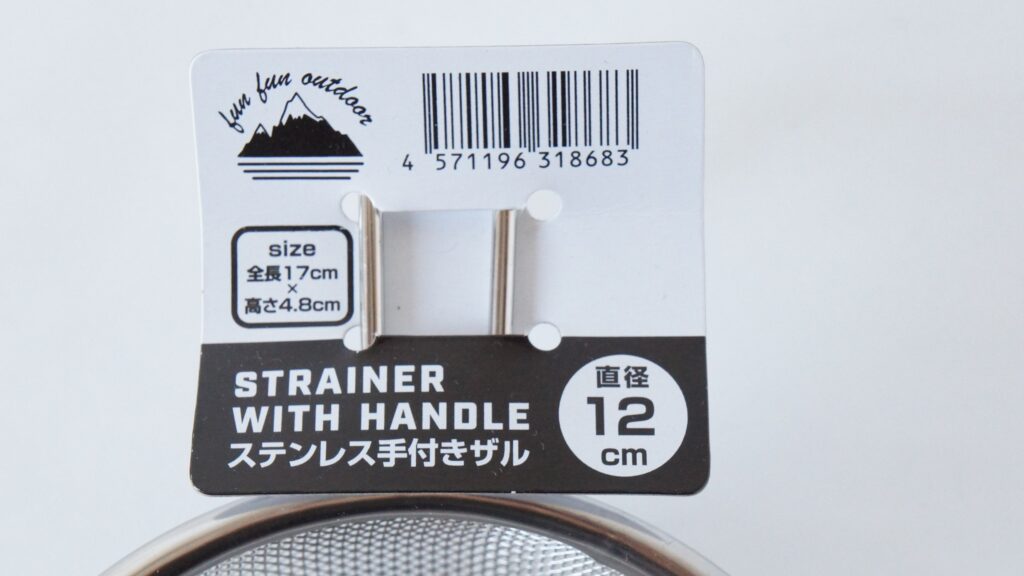 fun fun outdoor
4 571196 318683
size
全長17cm
×
高さ4.8cm
STRAINER
WITH HANDLE
ステンレス手付きザル
直径
12
cm